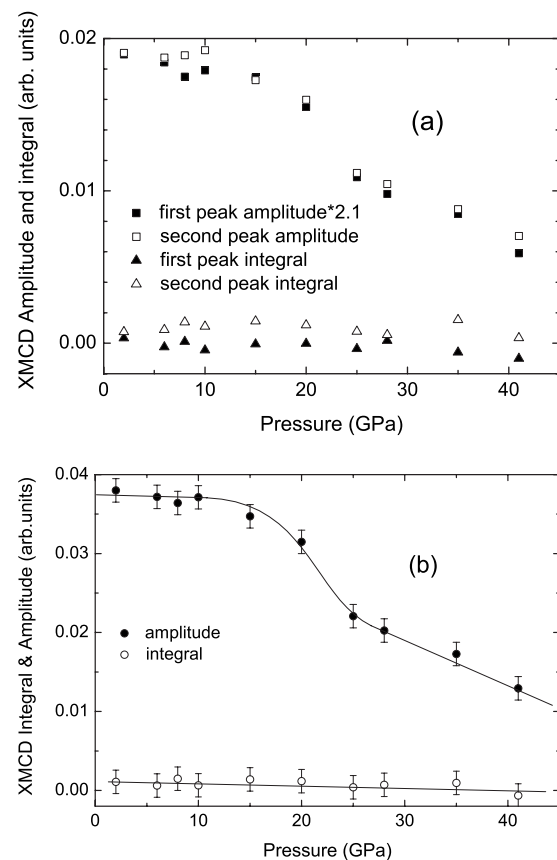 XMCD Amplitude and integral (arb. units)
0.02
0.01
0.00
(a)
first peak amplitude*2.1
second peak amplitude
first peak integral
second peak integral
0 10 20 30 40
Pressure (GPa)
XMCD Integral & Amplitude (arb.units)
0.04
0.03
0.02
0.01
0.00
(b)
amplitude
integral
0 10 20 30 40
Pressure (GPa)